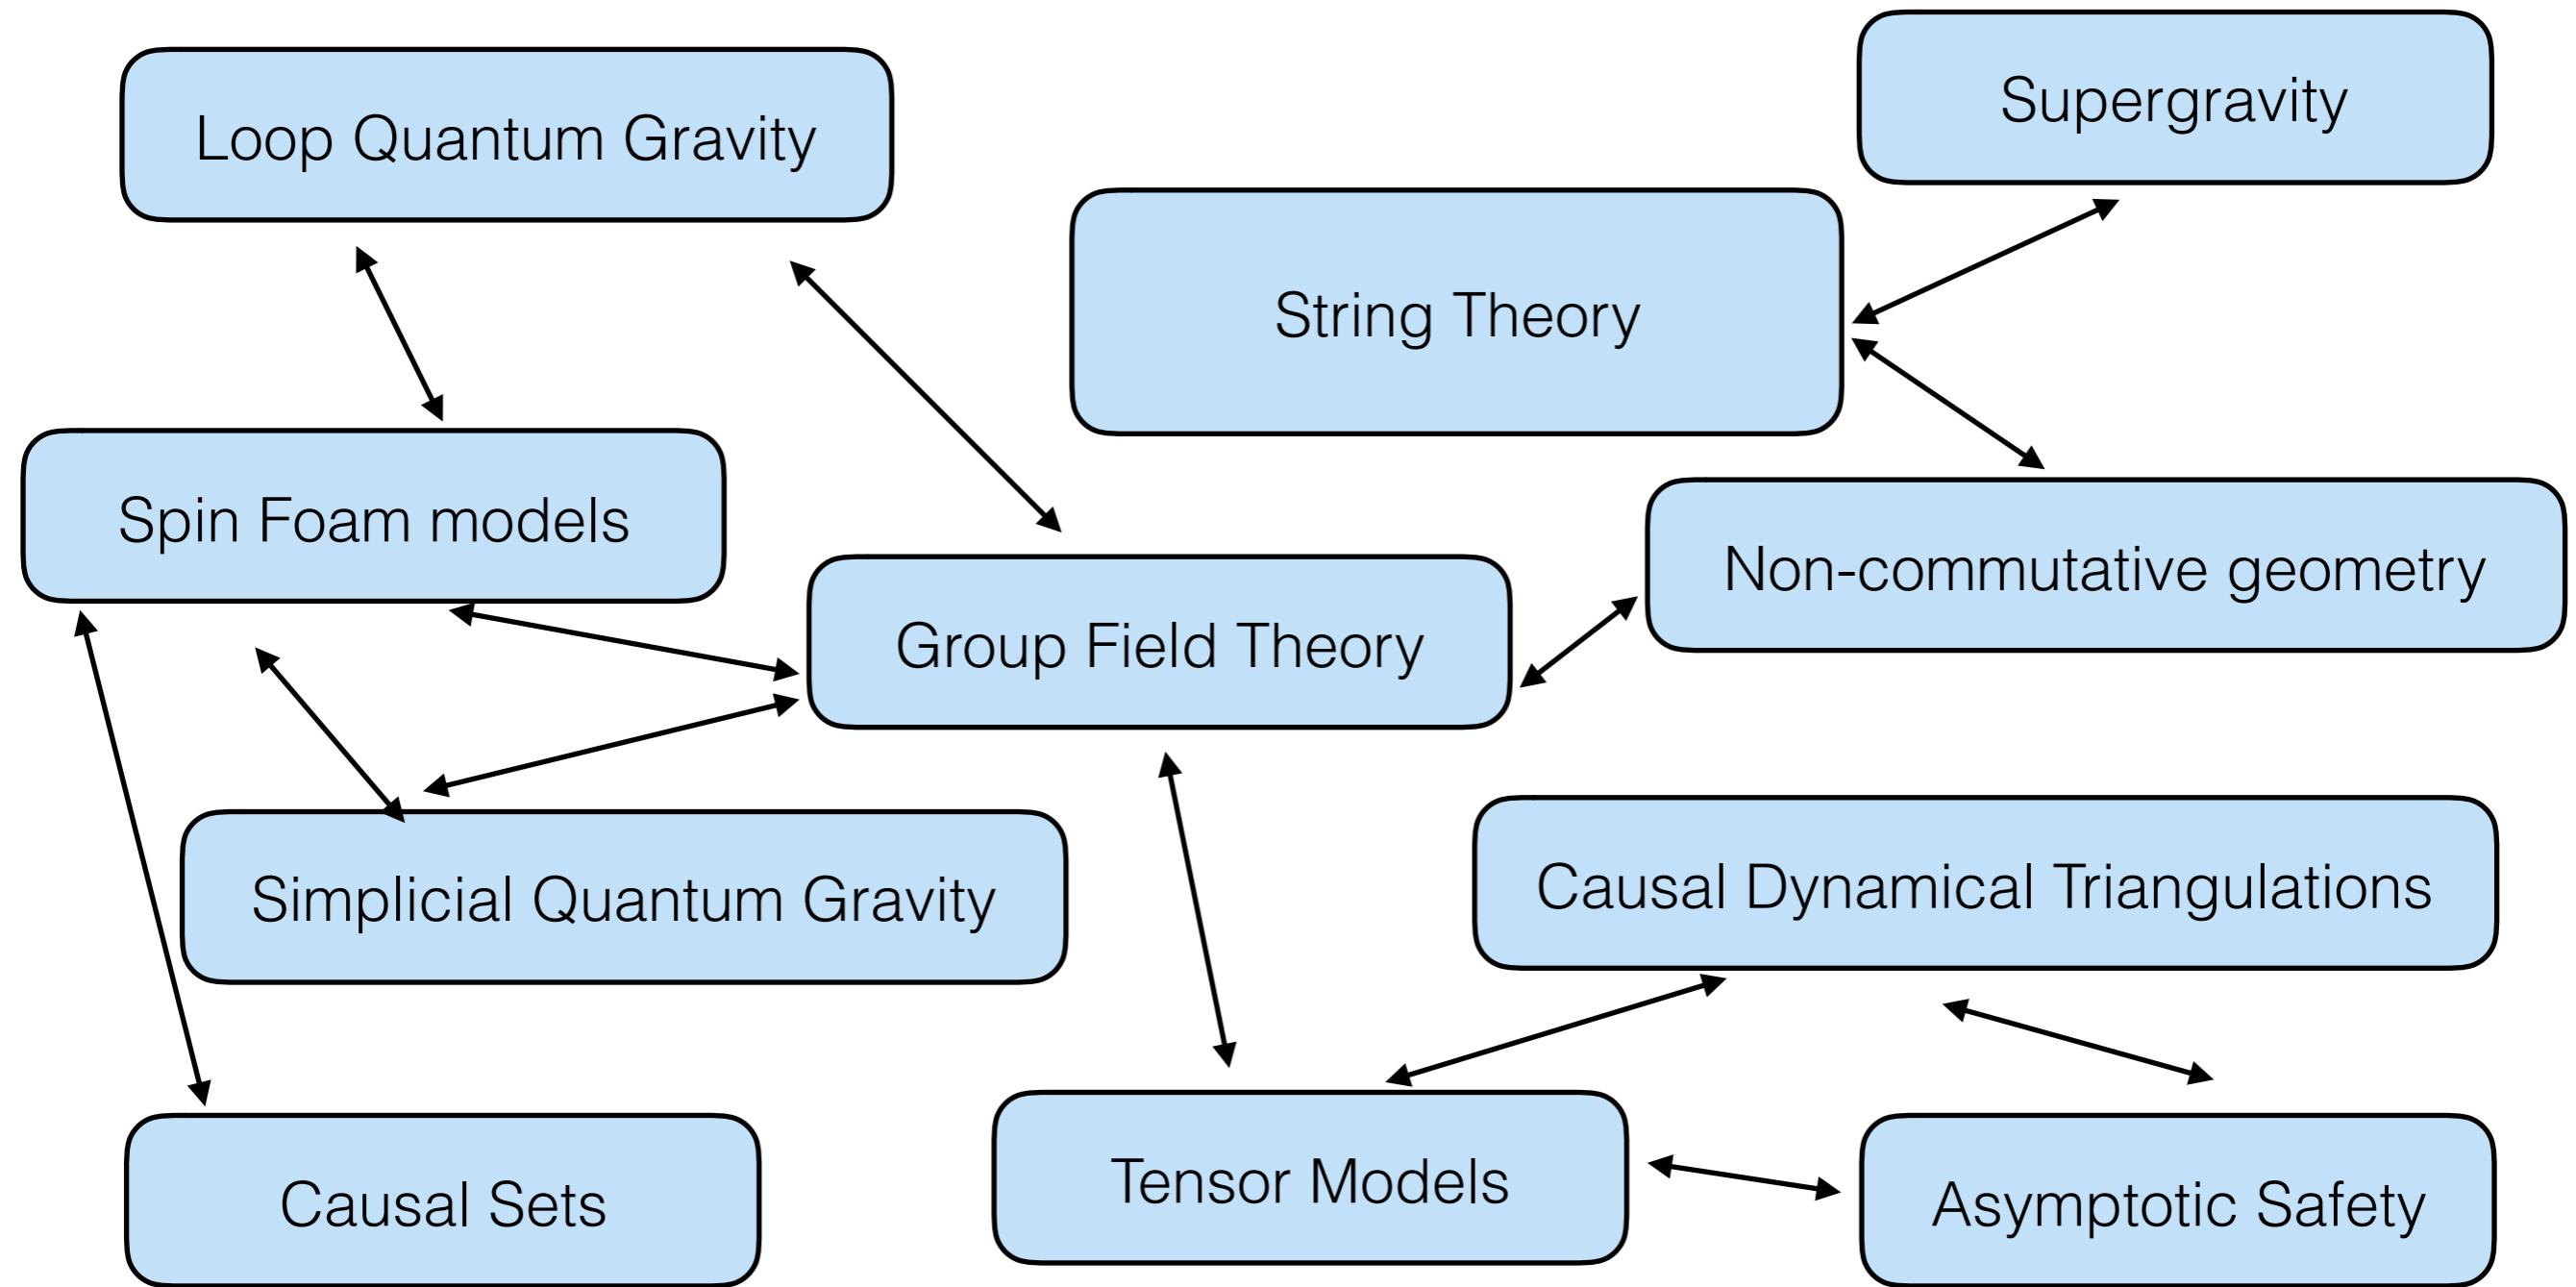 Loop Quantum Gravity
Supergravity
String Theory
Spin Foam models
Non-commutative geometry
Group Field Theory
Simplicial Quantum Gravity
Causal Dynamical Triangulations
Causal Sets
Tensor Models
Asymptotic Safety